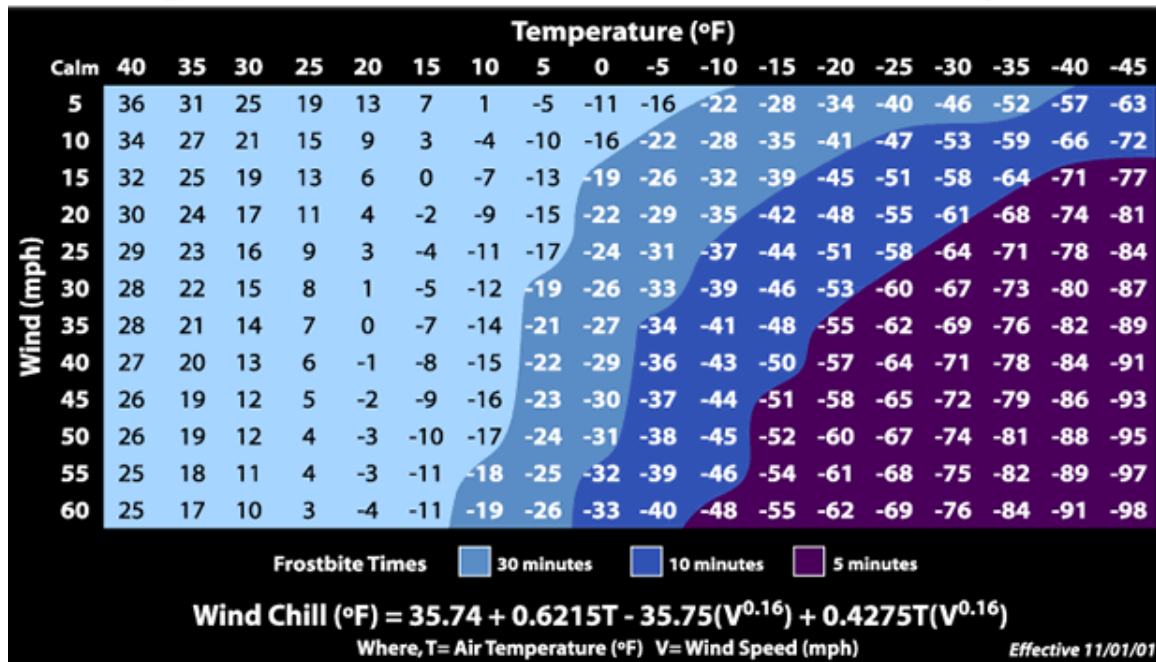 Temperature (ºF)
Calm 40 35 30 25 20 15 10 5 0 -5 -10 -15 -20 -25 -30 -35 -40 -45
5 36 31 25 19 13 7 1 -5 -11 -16 -22 -28 -34 -40 -46 -52 -57 -63
10 34 27 21 15 9 3 -4 -10 -16 -22 -28 -35 -41 -47 -53 -59 -66 -72
15 32 25 19 13 6 0 -7 -13 -19 -26 -32 -39 -45 -51 -58 -64 -71 -77
20 30 24 17 11 4 -2 -9 -15 -22 -29 -35 -42 -48 -55 -61 -68 -74 -81
25 29 23 16 9 3 -4 -11 -17 -24 -31 -37 -44 -51 -58 -64 -71 -78 -84
30 28 22 15 8 1 -5 -12 -19 -26 -33 -39 -46 -53 -60 -67 -73 -80 -87
35 28 21 14 7 0 -7 -14 -21 -27 -34 -41 -48 -55 -62 -69 -76 -82 -89
40 27 20 13 6 -1 -8 -15 -22 -29 -36 -43 -50 -57 -64 -71 -78 -84 -91
45 26 19 12 5 -2 -9 -16 -23 -30 -37 -44 -51 -58 -65 -72 -79 -86 -93
50 26 19 12 4 -3 -10 -17 -24 -31 -38 -45 -52 -60 -67 -74 -81 -88 -95
55 25 18 11 4 -3 -11 -18 -25 -32 -39 -46 -54 -61 -68 -75 -82 -89 -97
60 25 17 10 3 -4 -11 -19 -26 -33 -40 -48 -55 -62 -69 -76 -84 -91 -98
Wind (mph)
Frostbite Times 30 minutes 10 minutes 5 minutes
Wind Chill (ºF) = 35.74 + 0.6215T - 35.75(V^0.16) + 0.4275T(V^0.16)
Where, T= Air Temperature (ºF) V= Wind Speed (mph) Effective 11/01/01